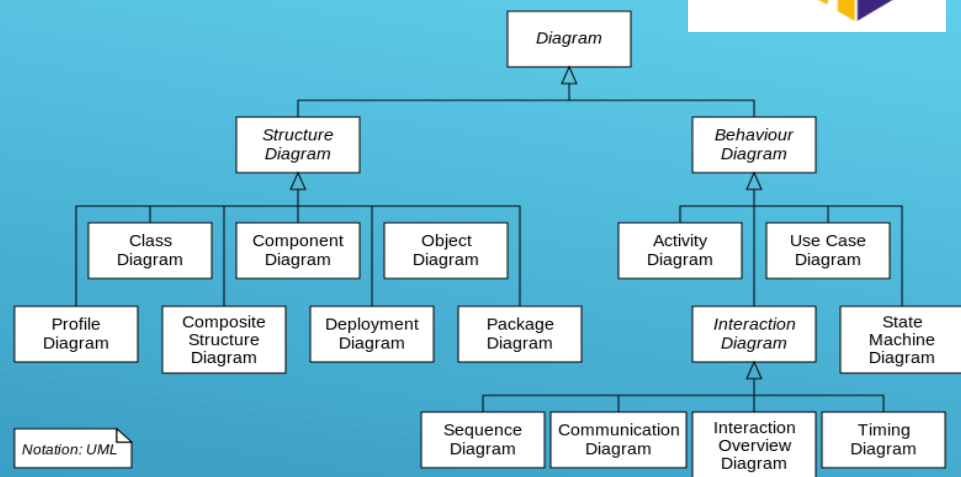 Diagram
Structure
Diagram
Behaviour
Diagram
Class
Diagram
Component
Diagram
Object
Diagram
Activity
Diagram
Use Case
Diagram
Profile
Diagram
Composite
Structure
Diagram
Deployment
Diagram
Package
Diagram
Interaction
Diagram
State
Machine
Diagram
Sequence
Diagram
Communication
Diagram
Interaction
Overview
Diagram
Timing
Diagram
Notation: UML